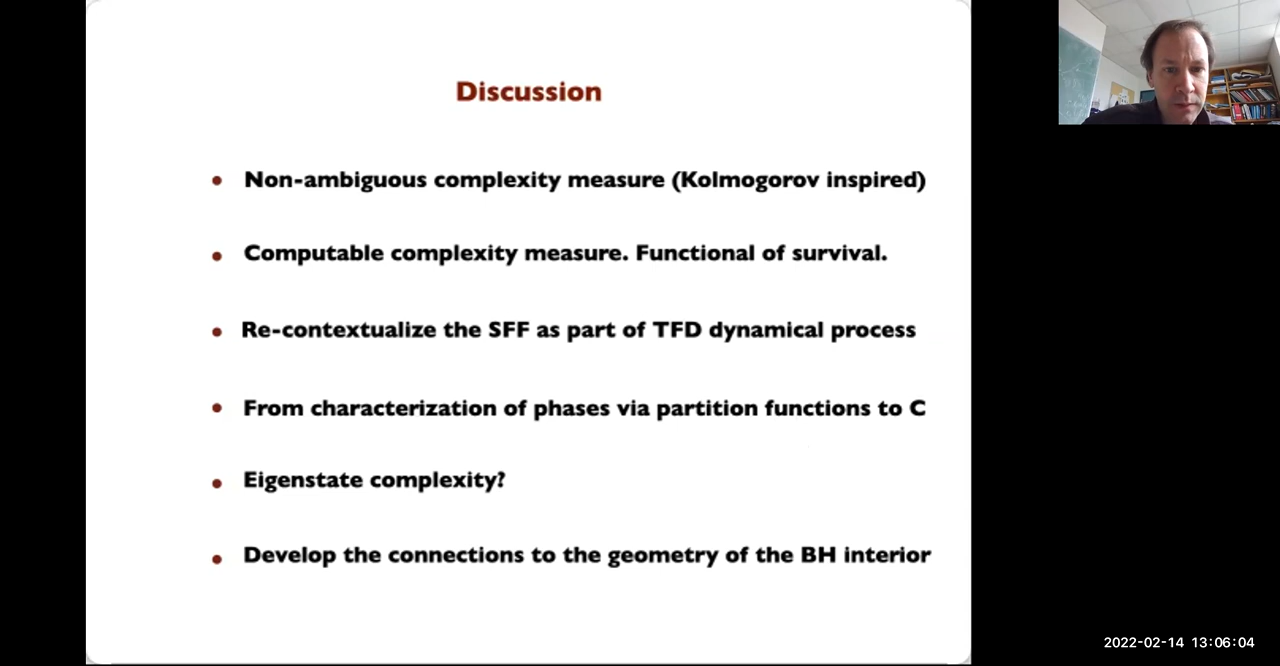 Discussion
• Non-ambiguous complexity measure (Kolmogorov inspired)
• Computable complexity measure. Functional of survival.
• Re-contextualize the SFF as part of TFD dynamical process
• From characterization of phases via partition functions to C
• Eigenstate complexity?
• Develop the connections to the geometry of the BH interior
2022-02-14 13:06:04